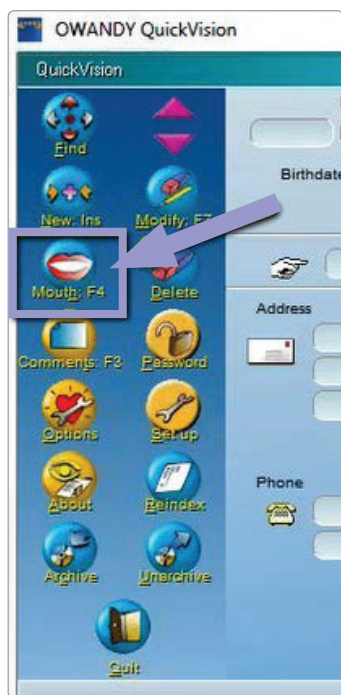 OWANDY QuickVision
QuickVision
Find
Birthdate
New: Ins Modify: F7
Mouth: F4 Delete
Address
Comments: F3 Password
Options Set up
Phone
About Reindex
Archive Unarchive
Quit